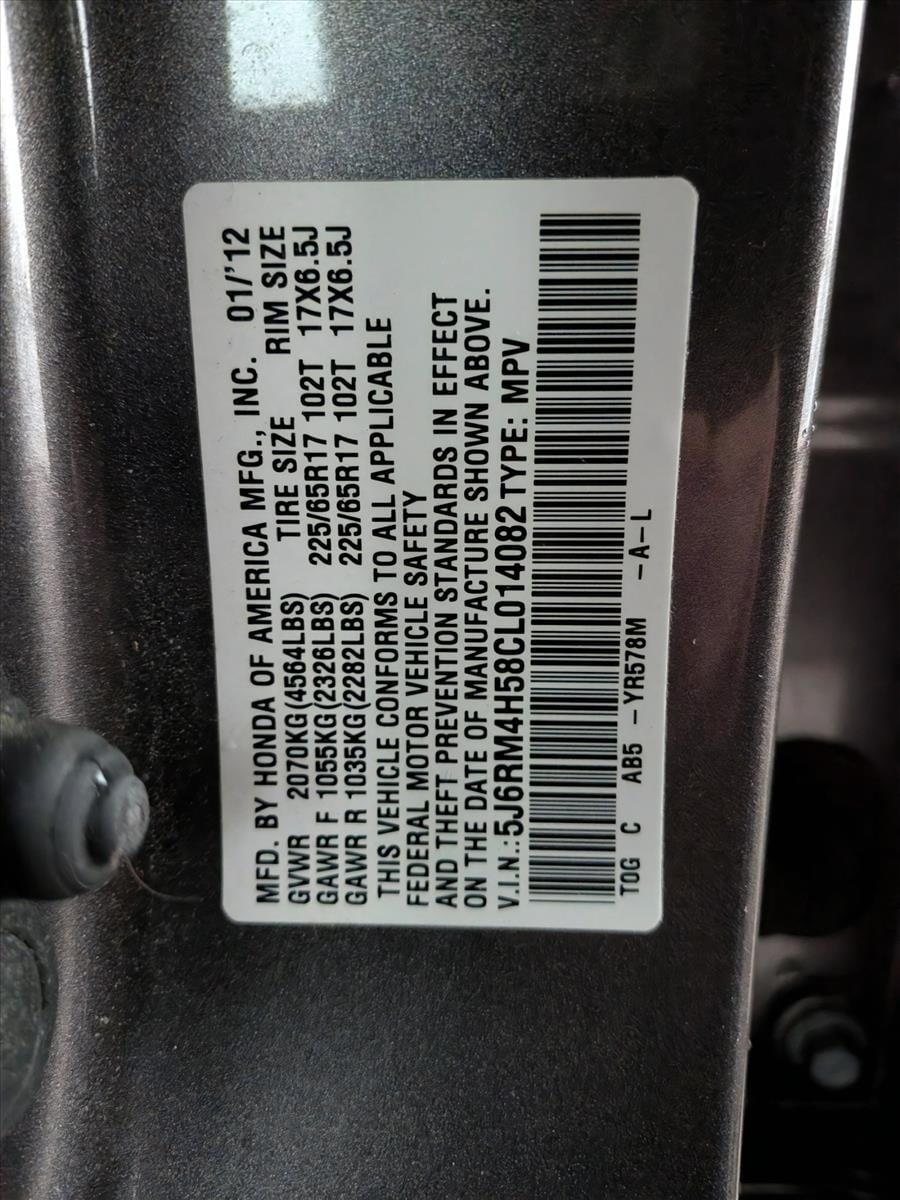 MFD. BY HONDA OF AMERICA MFG., INC. 01/'12
GVWR 2070KG(4564LBS) TIRE SIZE RIM SIZE
GAWR F 1055KG(2326LBS) 225/65R17 102T 17X6.5J
GAWR R 1035KG(2282LBS) 225/65R17 102T 17X6.5J
THIS VEHICLE CONFORMS TO ALL APPLICABLE
FEDERAL MOTOR VEHICLE SAFETY
AND THEFT PREVENTION STANDARDS IN EFFECT
ON THE DATE OF MANUFACTURE SHOWN ABOVE.
V.I.N.:5J6RM4H58CL014082 TYPE: MPV
T0G C AB5 -YR578M -A-L